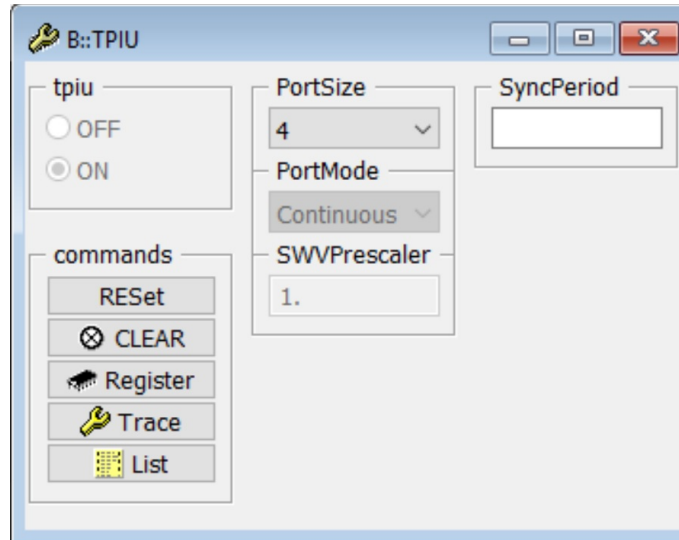 B::TPIU
tpiu
OFF
ON
commands
RESet
CLEAR
Register
Trace
List
PortSize
4
PortMode
Continuous
SWVPrescaler
1.
SyncPeriod